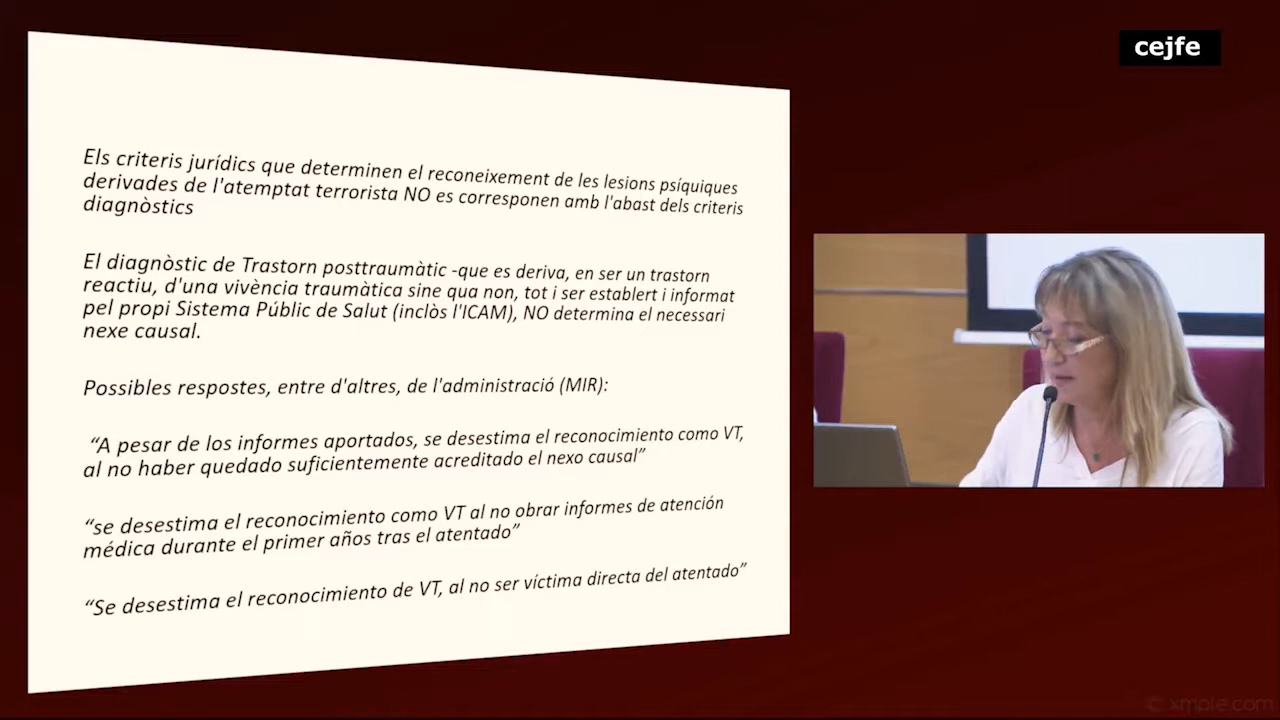 cejfe
Els criteris jurídics que determinen el reconeixement de les lesions psíquiques
derivades de l'atemptat terrorista NO es corresponen amb l'abast dels criteris
diagnòstics
El diagnòstic de Trastorn posttraumàtic -que es deriva, en ser un trastorn
reactiu, d'una vivència traumàtica sine qua non, tot i ser establert i informat
pel propi Sistema Públic de Salut (inclòs l'ICAM), NO determina el necessari
nexe causal.
Possibles respostes, entre d'altres, de l'administració (MIR):
“A pesar de los informes aportados, se desestima el reconocimiento como VT,
al no haber quedado suficientemente acreditado el nexo causal”
“se desestima el reconocimiento como VT al no obrar informes de atención
médica durante el primer años tras el atentado”
“Se desestima el reconocimiento de VT, al no ser víctima directa del atentado”